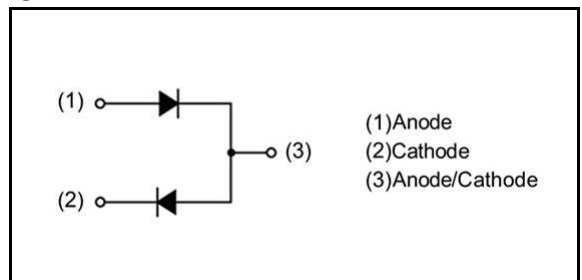 (1)
(1)Anode
(2)Cathode
(3)
(3)Anode/Cathode
(2)